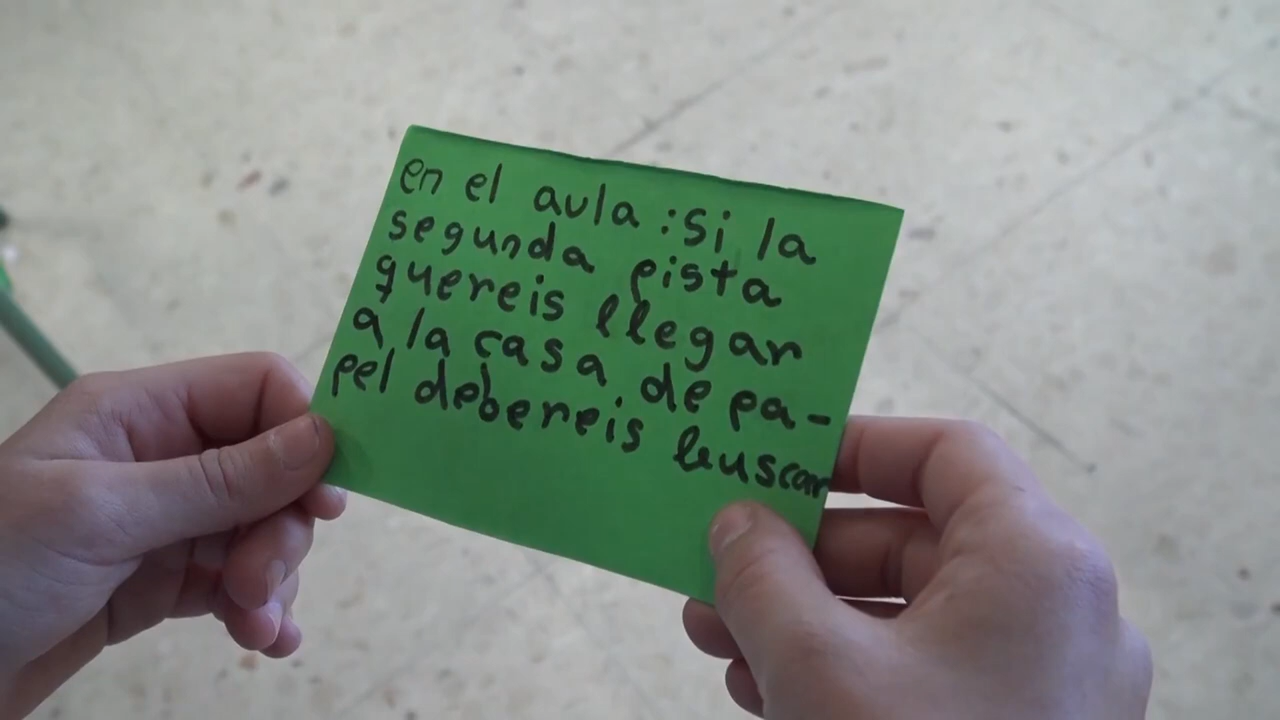 en el aula: Si la
segunda pista
quereis llegar
a la casa de pa-
pel debereis buscar